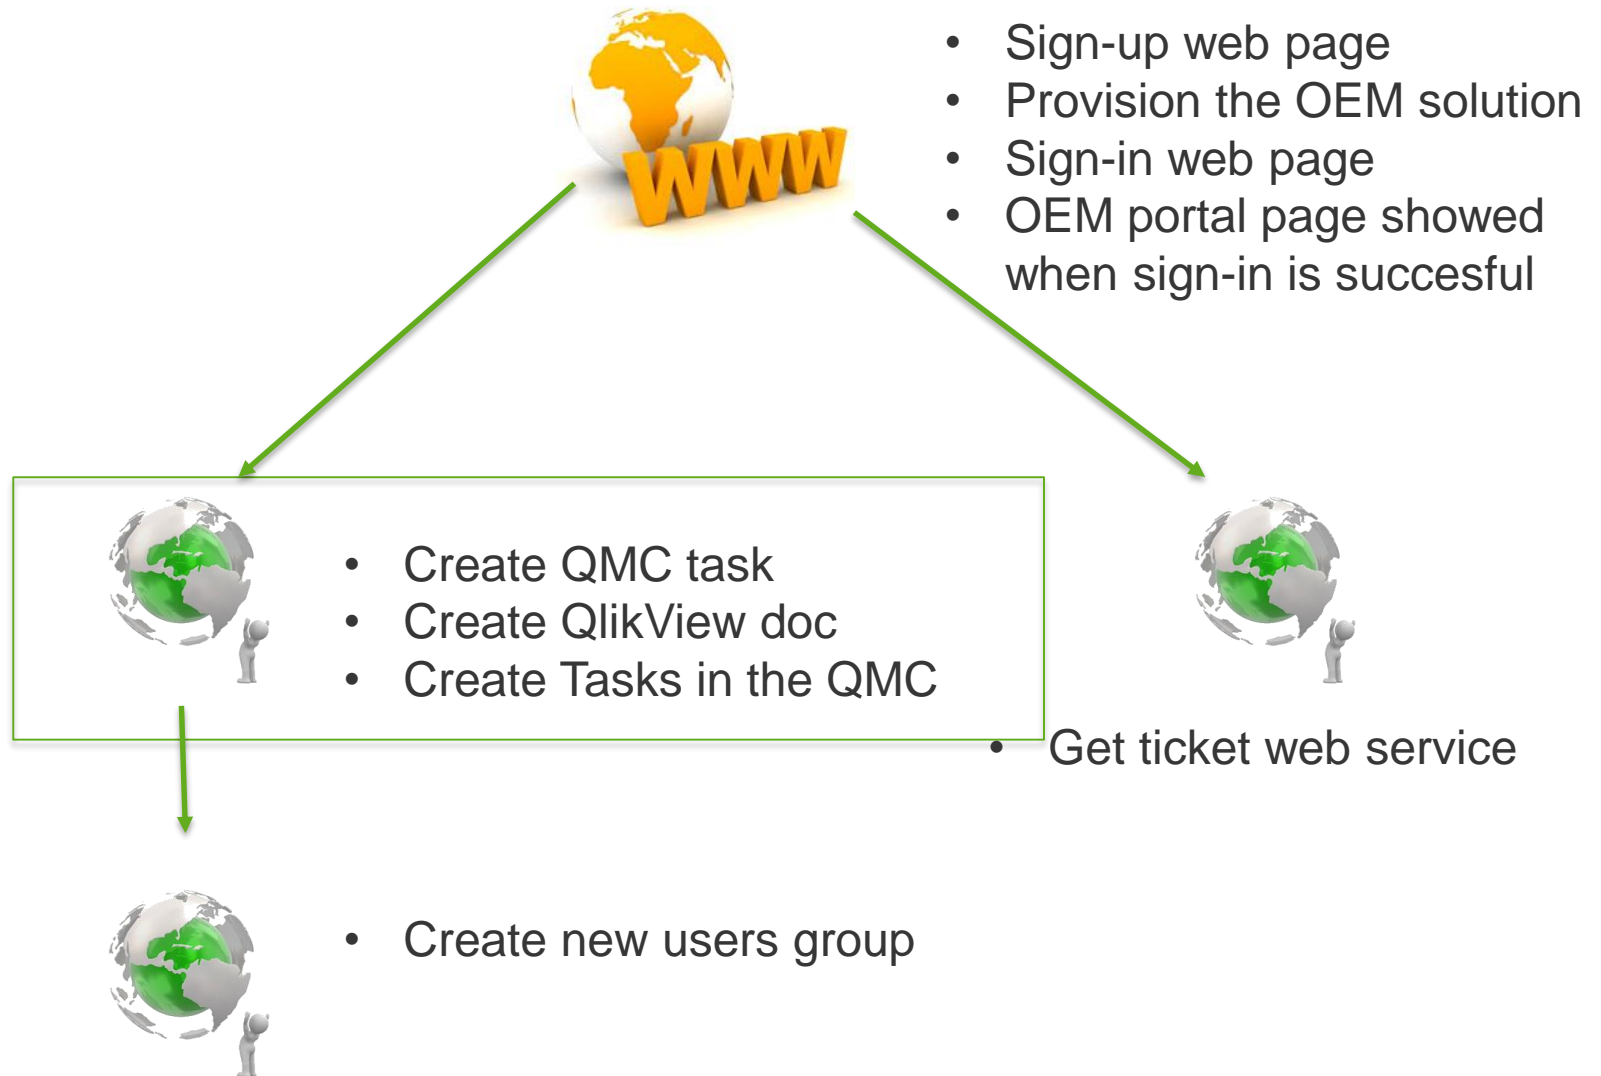 WWW
• Sign-up web page
• Provision the OEM solution
• Sign-in web page
• OEM portal page showed
when sign-in is succesful
• Create QMC task
• Create QlikView doc
• Create Tasks in the QMC
• Get ticket web service
• Create new users group